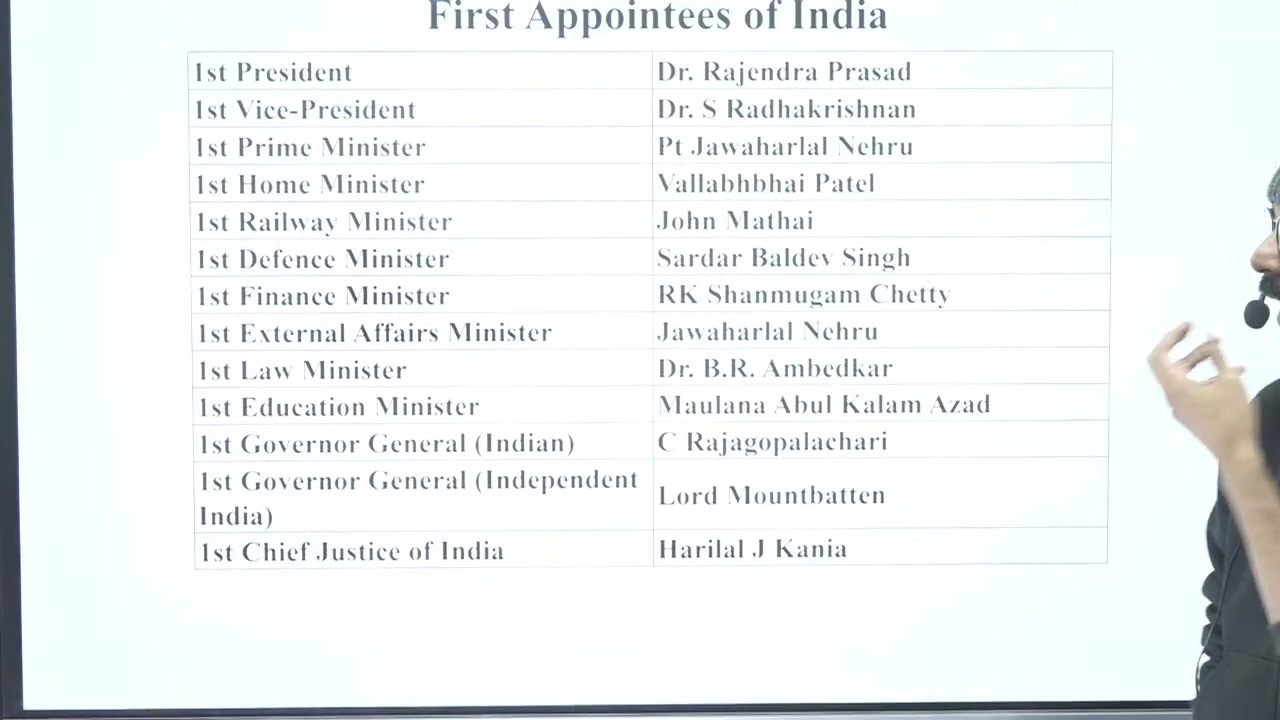 First Appointees of India
1st President Dr. Rajendra Prasad
1st Vice-President Dr. S Radhakrishnan
1st Prime Minister Pt Jawaharlal Nehru
1st Home Minister Vallabhbhai Patel
1st Railway Minister John Mathai
1st Defence Minister Sardar Baldev Singh
1st Finance Minister RK Shanmugam Chetty
1st External Affairs Minister Jawaharlal Nehru
1st Law Minister Dr. B.R. Ambedkar
1st Education Minister Maulana Abul Kalam Azad
1st Governor General (Indian) C Rajagopalachari
1st Governor General (Independent
India) Lord Mountbatten
1st Chief Justice of India Harilal J Kania